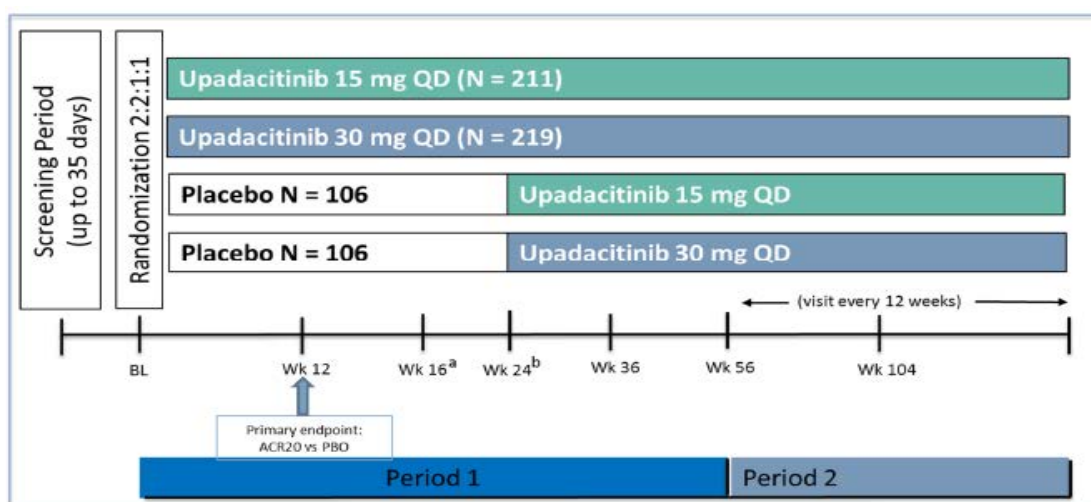 Screening Period
(up to 35 days)
Randomization 2:2:1:1
Upadacitinib 15 mg QD (N = 211)
Upadacitinib 30 mg QD (N = 219)
Placebo N = 106
Upadacitinib 15 mg QD
Placebo N = 106
Upadacitinib 30 mg QD
(visit every 12 weeks)
BL
Wk 12
Wk 16ᵃ
Wk 24ᵇ
Wk 36
Wk 56
Wk 104
Primary endpoint:
ACR20 vs PBO
Period 1
Period 2